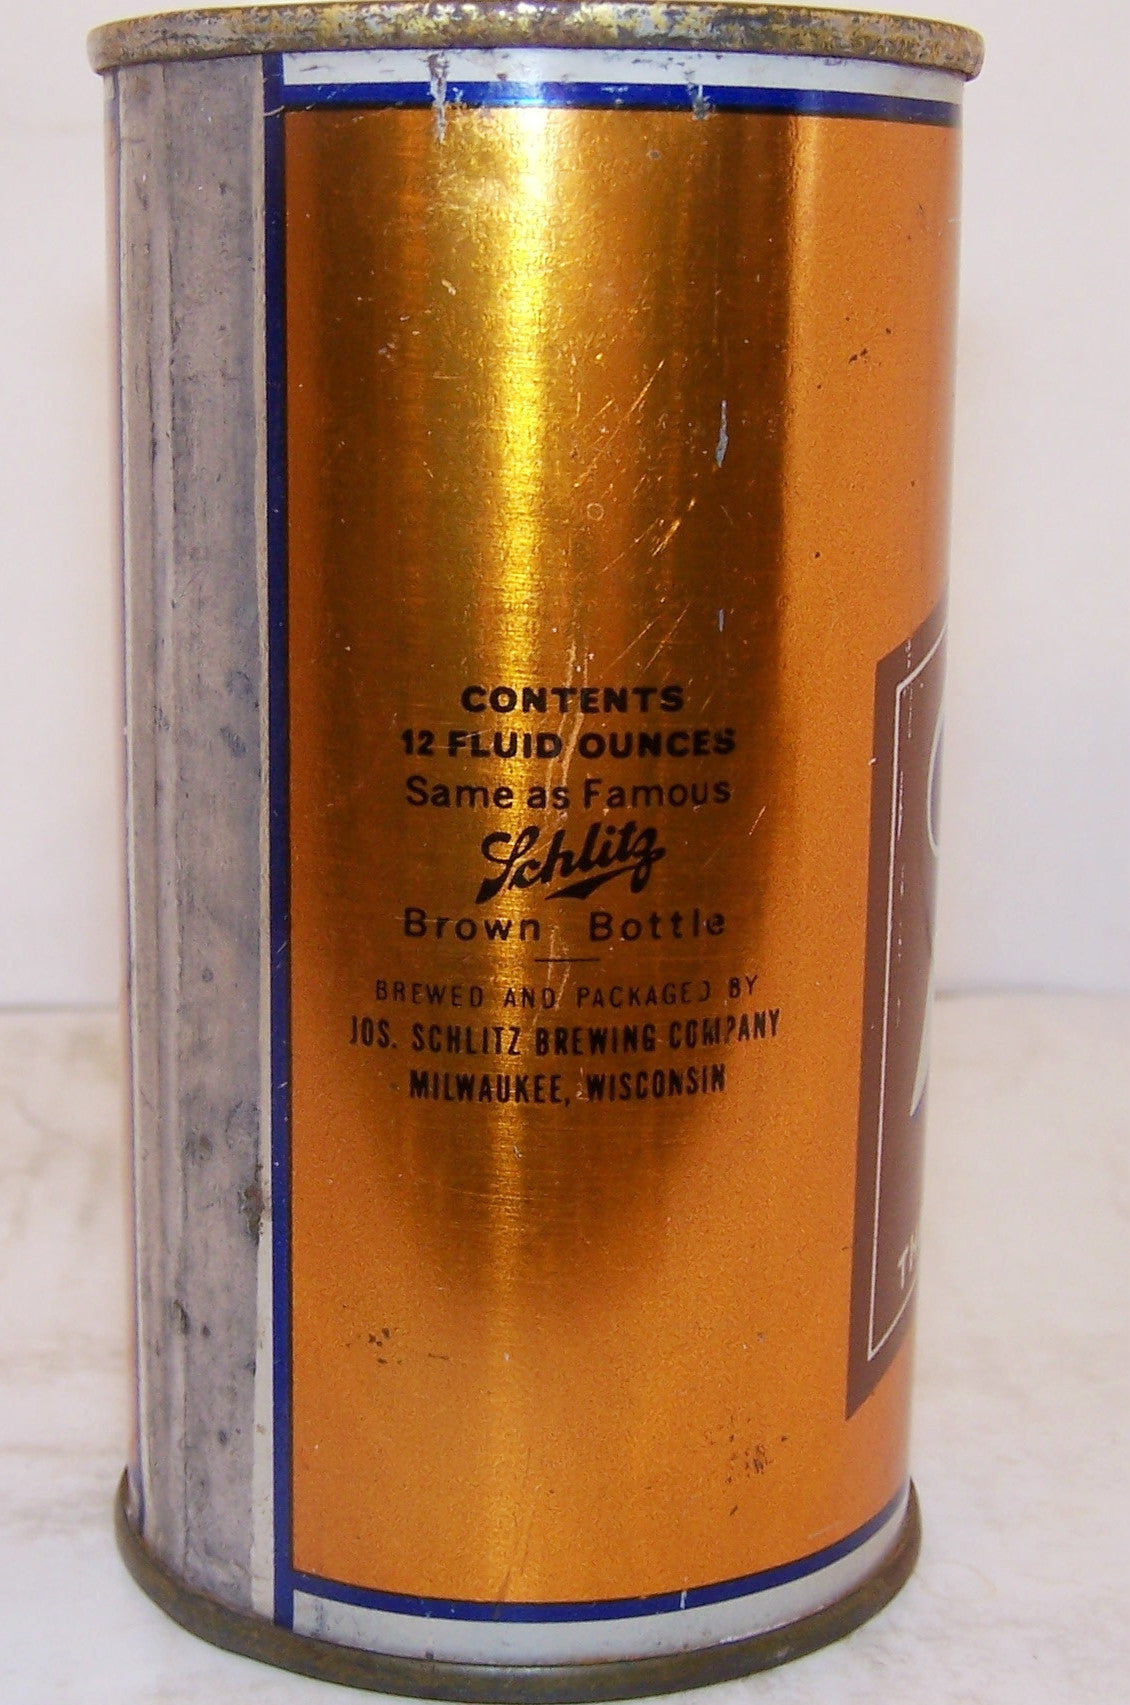 CONTENTS
12 FLUID OUNCES
Same as Famous
Schlitz
Brown Bottle
BREWED AND PACKAGED BY
JOS. SCHLITZ BREWING COMPANY
MILWAUKEE, WISCONSIN